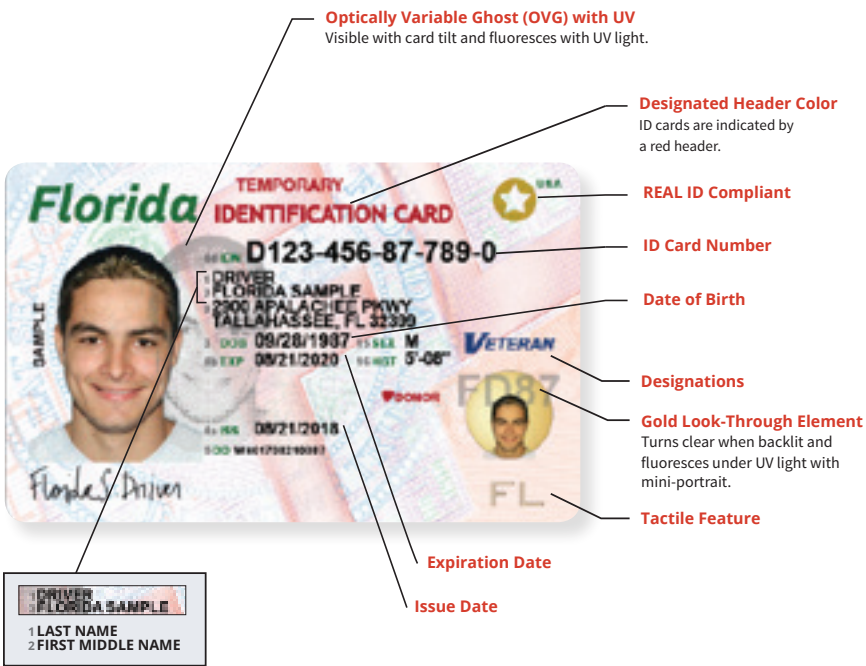 Optically Variable Ghost (OVG) with UV
Visible with card tilt and fluoresces with UV light.
Designated Header Color
ID cards are indicated by
a red header.
REAL ID Compliant
ID Card Number
Date of Birth
Designations
Gold Look-Through Element
Turns clear when backlit and
fluoresces under UV light with
mini-portrait.
Tactile Feature
Expiration Date
Issue Date
Florida
TEMPORARY
IDENTIFICATION CARD
USA
D123-456-87-789-0
DRIVER
FLORIDA SAMPLE
2900 APALACHEE PKWY
TALLAHASSEE, FL 32399
SAMPLE
DOB 09/28/1987 SEX M
EXP 08/21/2020 HGT 5'-08"
VETERAN
DONOR
FD87
ISS 08/21/2018
FL
Florida S Driver
1 DRIVER
2 FLORIDA SAMPLE
1 LAST NAME
2 FIRST MIDDLE NAME